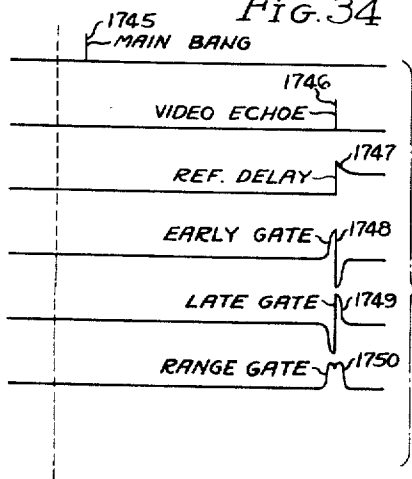 FIG. 34
1745
MAIN BANG
1746
VIDEO ECHOE
1747
REF. DELAY
EARLY GATE 1748
LATE GATE 1749
RANGE GATE 1750